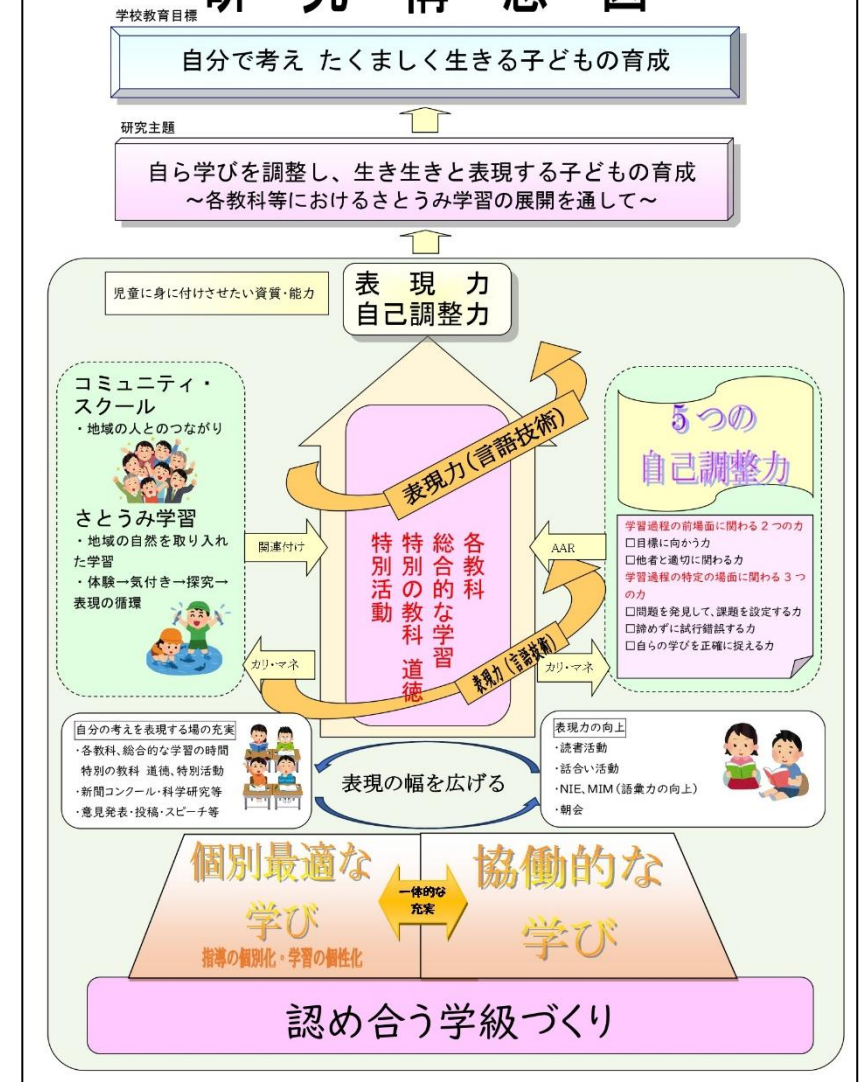 研究構想図
学校教育目標
自分で考え たくましく生きる子どもの育成
研究主題
自ら学びを調整し、生き生きと表現する子どもの育成
～各教科等におけるさとうみ学習の展開を通して～
児童に身に付けさせたい資質・能力
表現力
自己調整力
コミュニティ・
スクール
・地域の人とのつながり
さとうみ学習
・地域の自然を取り入れ
た学習
・体験→気付き→探究→
表現の循環
関連付け
カリ・マネ
表現力(言語技術)
各教科
総合的な学習
特別の教科 道徳
特別活動
表現力(言語技術)
AAR
カリ・マネ
5つの
自己調整力
学習過程の前場面に関わる2つの力
□目標に向かう力
□他者と適切に関わる力
学習過程の特定の場面に関わる3つ
の力
□問題を発見して、課題を設定する力
□諦めずに試行錯誤する力
□自らの学びを正確に捉える力
自分の考えを表現する場の充実
・各教科、総合的な学習の時間
特別の教科 道徳、特別活動
・新聞コンクール・科学研究等
・意見発表・投稿・スピーチ等
表現の幅を広げる
表現力の向上
・読書活動
・話合い活動
・NIE、MIM(語彙力の向上)
・朝会
個別最適な
学び
指導の個別化・学習の個性化
一体的な
充実
協働的な
学び
認め合う学級づくり